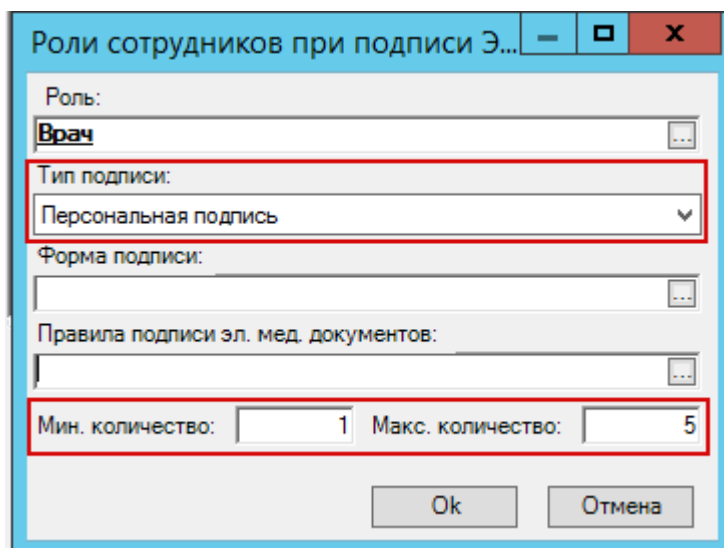 Роли сотрудников при подписи Э...
Роль:
Врач
Тип подписи:
Персональная подпись
Форма подписи:
Правила подписи эл. мед. документов:
Мин. количество: 1 Макс. количество: 5
Ok Отмена